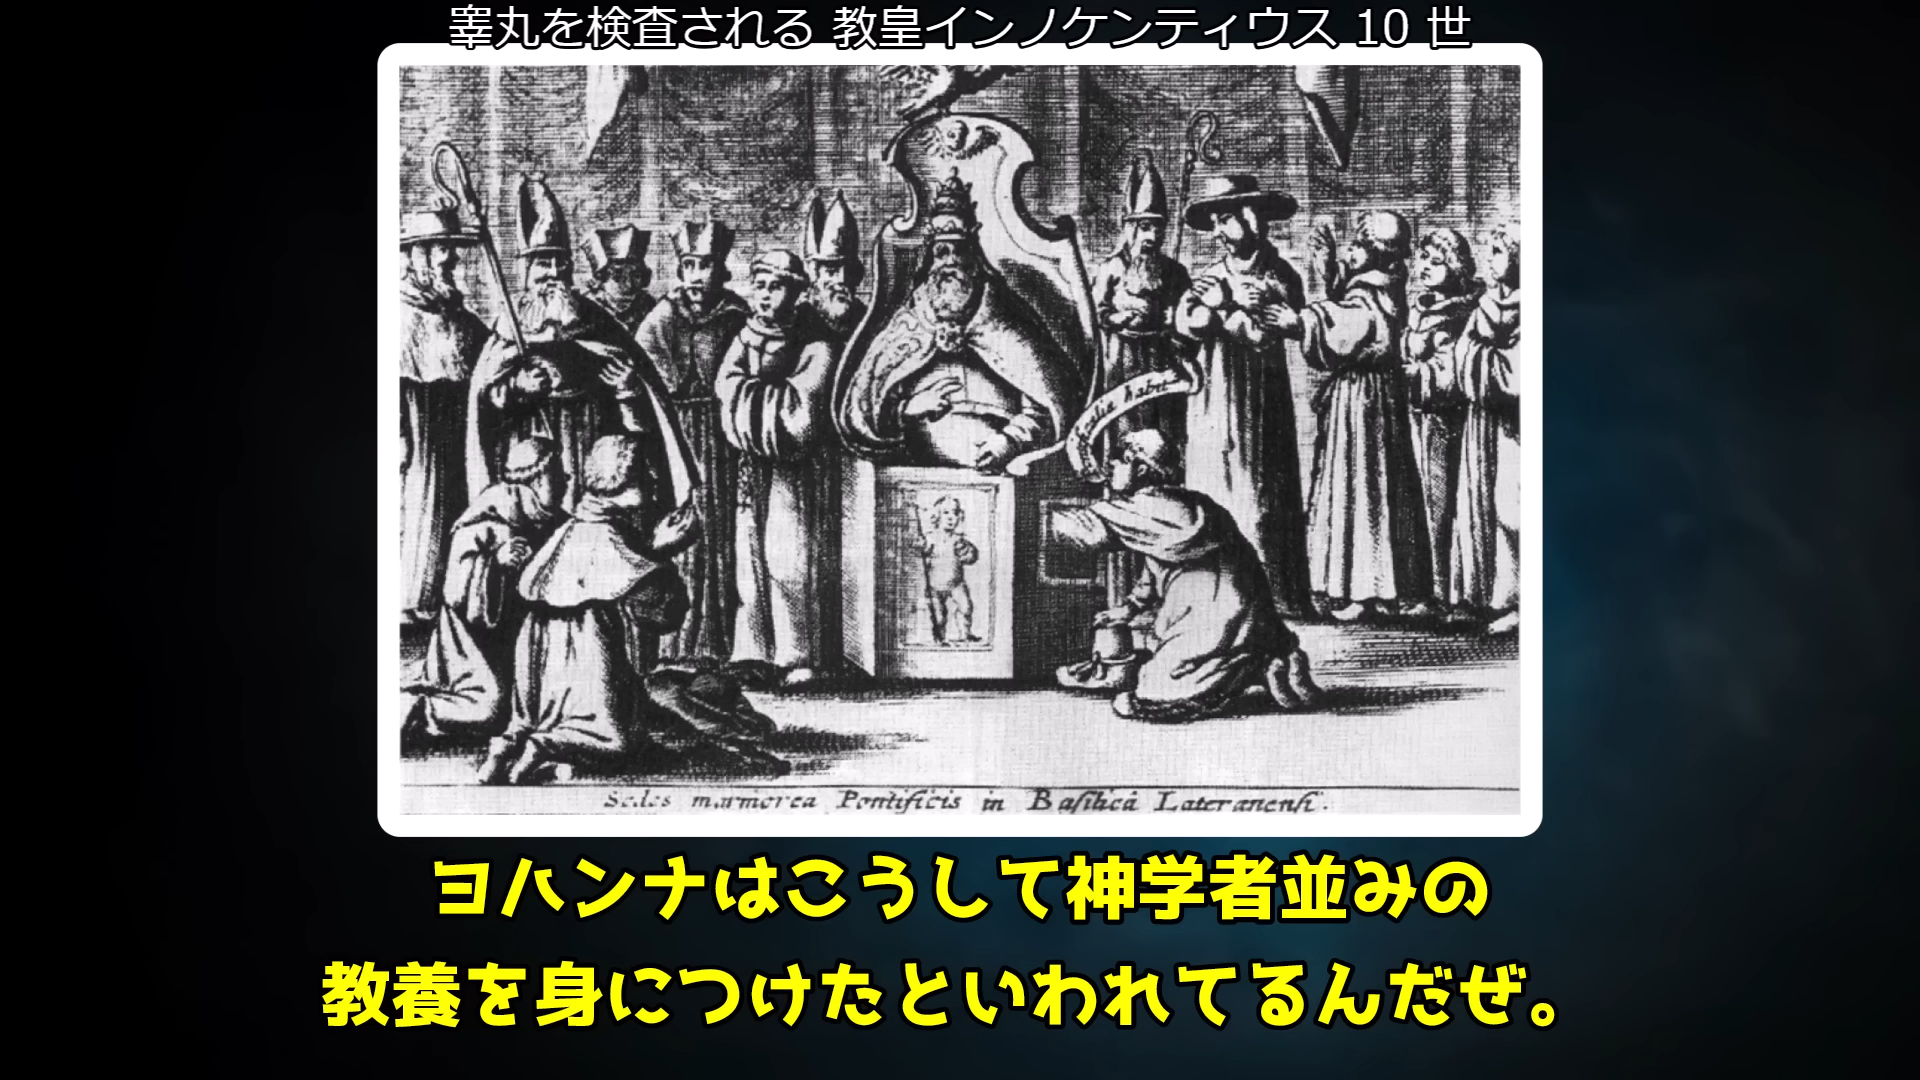 睾丸を検査される 教皇インノケンティウス 10 世
habet
Sedes marmorea Pontificis in Basilicâ Lateranensi.
ヨハンナはこうして神学者並みの
教養を身につけたといわれてるんだぜ。